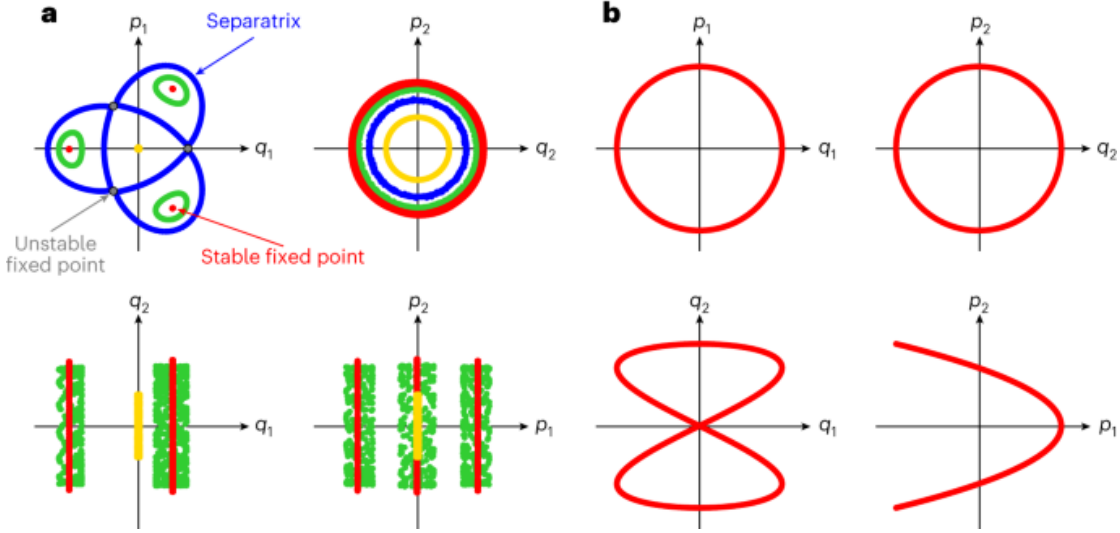 a
b
p1
Separatrix
p2
p1
p2
q1
q2
q1
q2
Unstable
fixed point
Stable fixed point
q2
p2
q2
p2
q1
p1
q1
p1